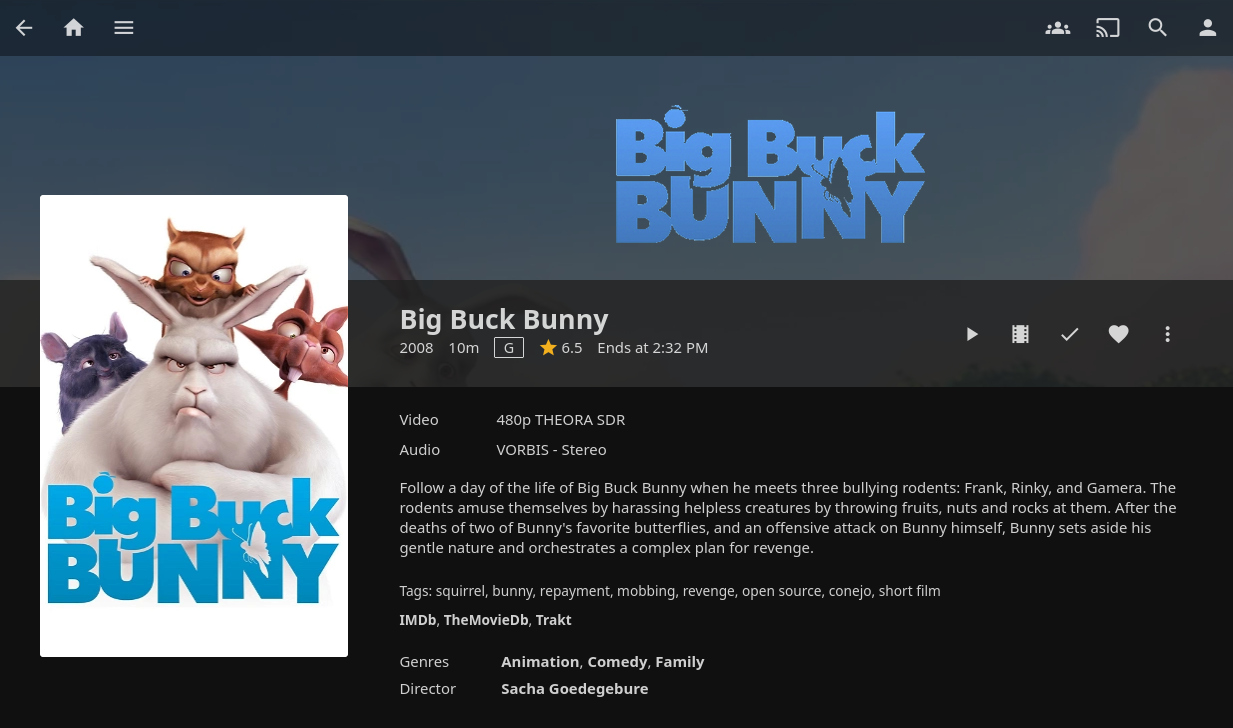 Big Buck
BUNNY
Big Buck
BUNNY
Big Buck Bunny
2008 10m G 6.5 Ends at 2:32 PM
Video 480p THEORA SDR
Audio VORBIS - Stereo
Follow a day of the life of Big Buck Bunny when he meets three bullying rodents: Frank, Rinky, and Gamera. The
rodents amuse themselves by harassing helpless creatures by throwing fruits, nuts and rocks at them. After the
deaths of two of Bunny's favorite butterflies, and an offensive attack on Bunny himself, Bunny sets aside his
gentle nature and orchestrates a complex plan for revenge.
Tags: squirrel, bunny, repayment, mobbing, revenge, open source, conejo, short film
IMDb, TheMovieDb, Trakt
Genres Animation, Comedy, Family
Director Sacha Goedegebure